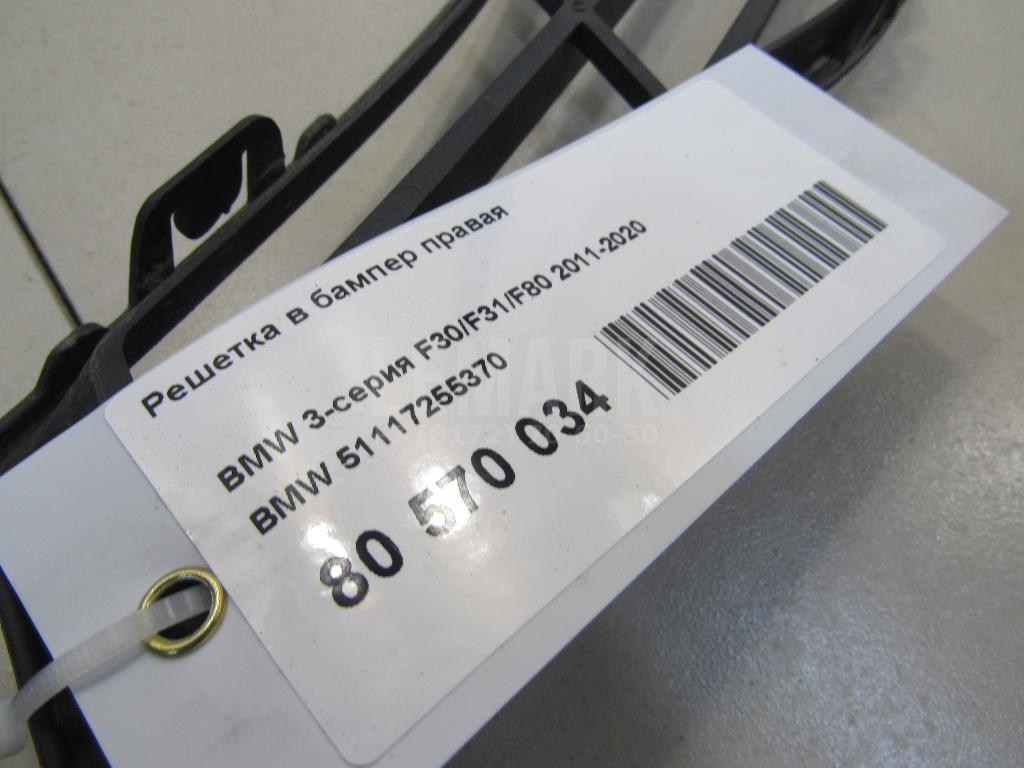 Решетка в бампер правая
BMW 3-серия F30/F31/F80 2011-2020
BMW 51117255370
80 570 034